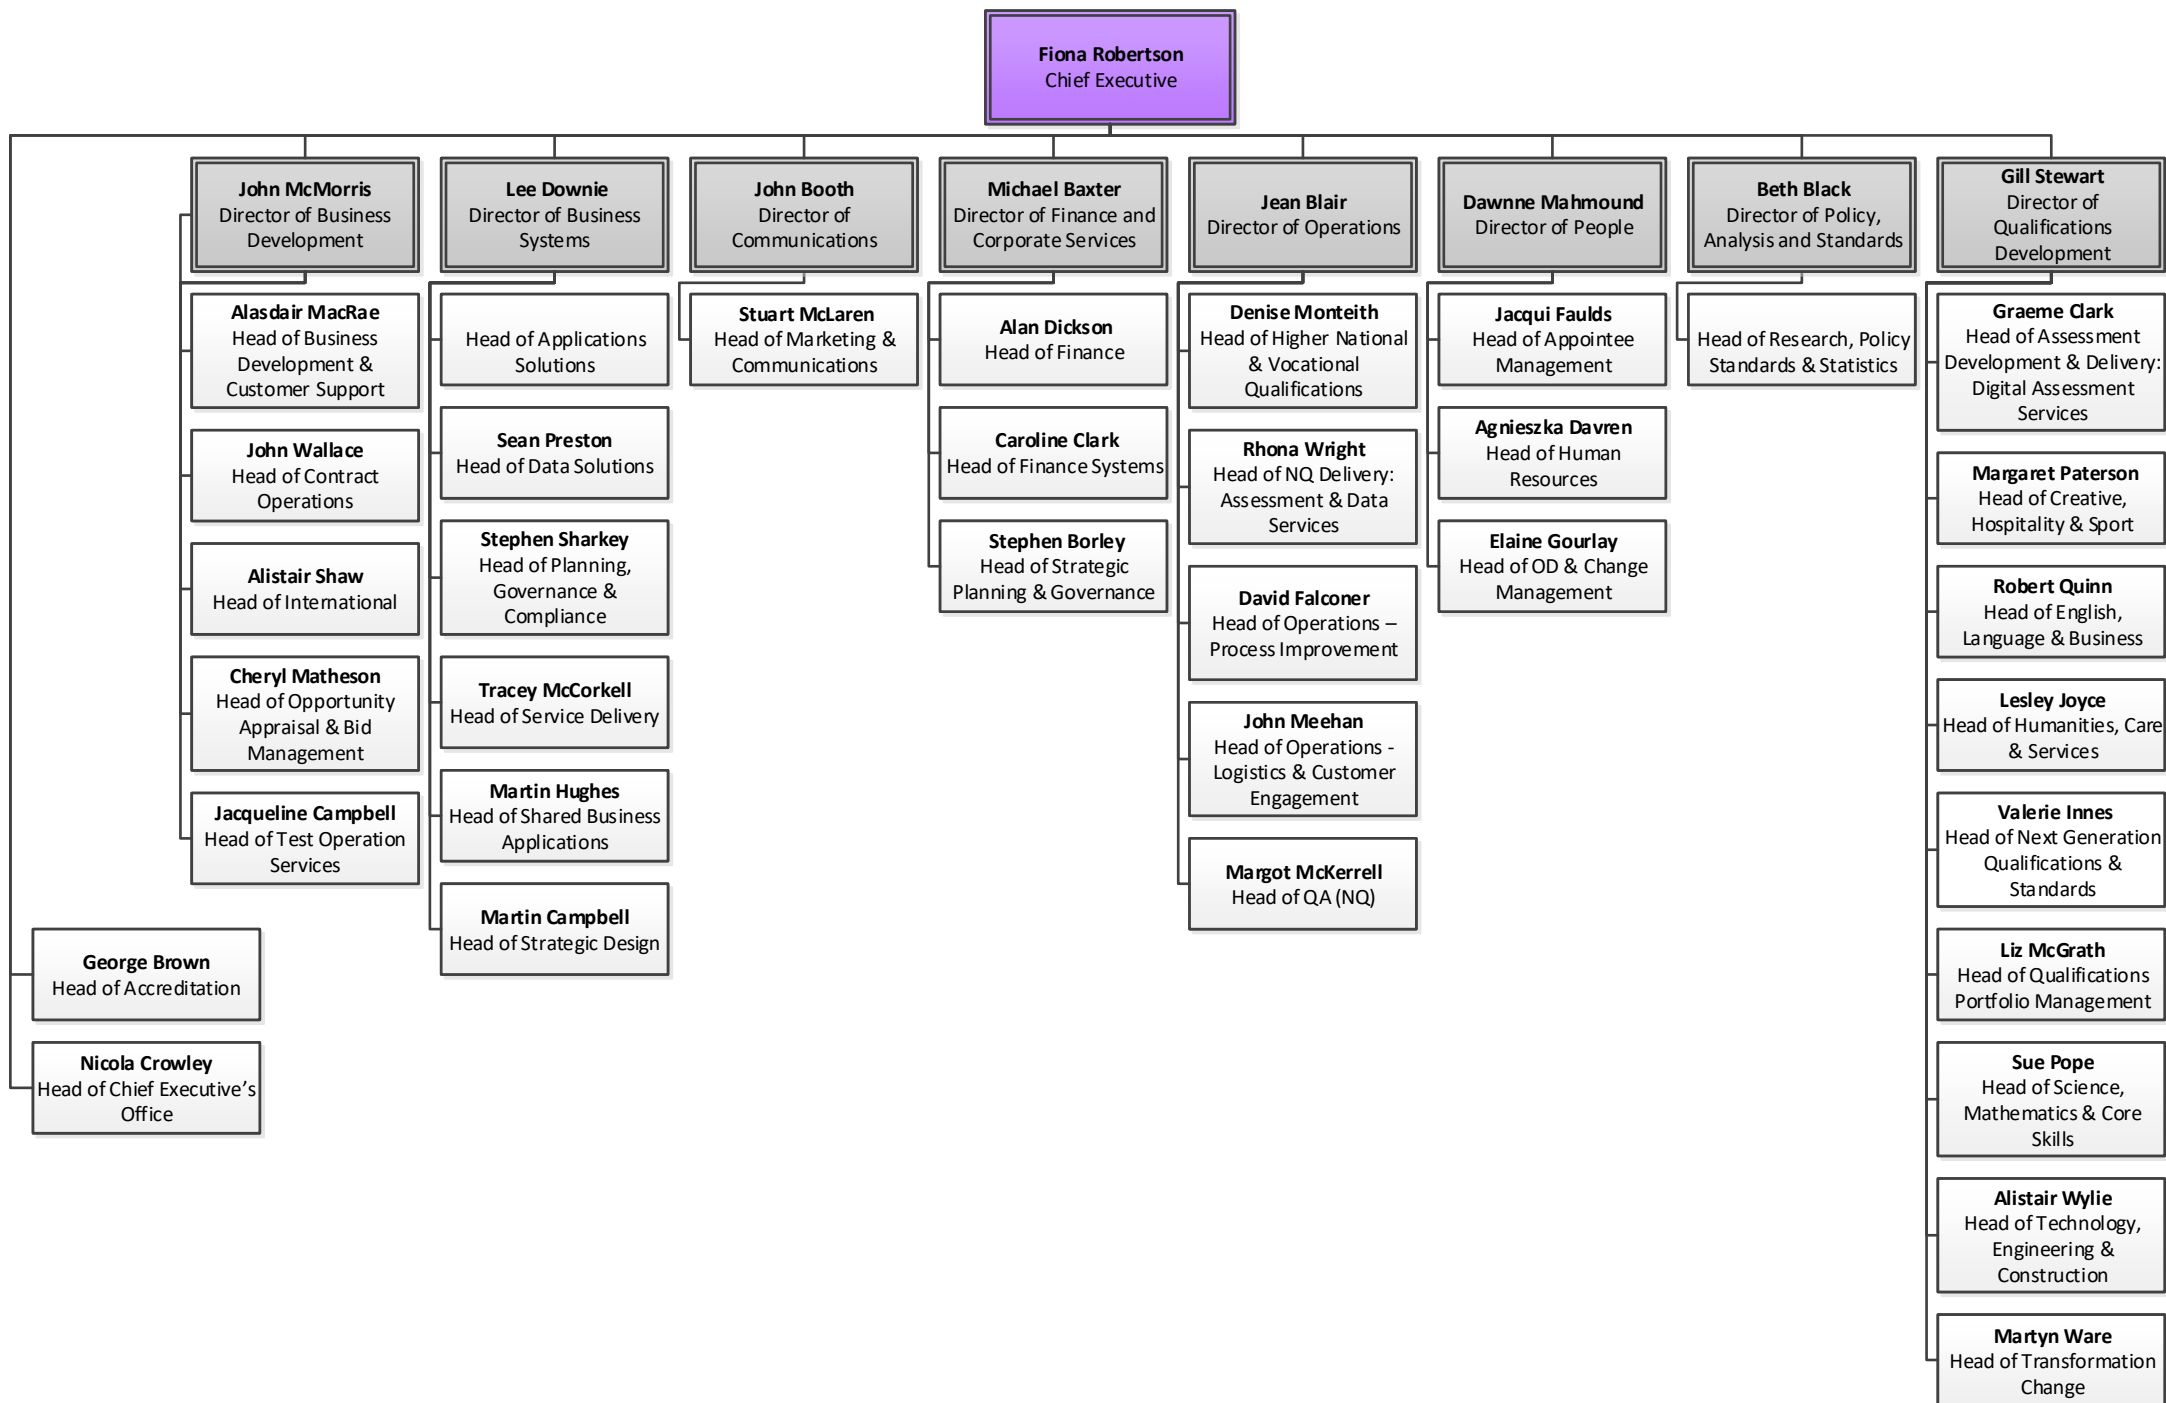 Fiona Robertson
Chief Executive
John McMorris
Director of Business
Development
Lee Downie
Director of Business
Systems
John Booth
Director of
Communications
Michael Baxter
Director of Finance and
Corporate Services
Jean Blair
Director of Operations
Dawnne Mahmound
Director of People
Beth Black
Director of Policy,
Analysis and Standards
Gill Stewart
Director of
Qualifications
Development
Alasdair MacRae
Head of Business
Development &
Customer Support
John Wallace
Head of Contract
Operations
Alistair Shaw
Head of International
Cheryl Matheson
Head of Opportunity
Appraisal & Bid
Management
Jacqueline Campbell
Head of Test Operation
Services
Head of Applications
Solutions
Sean Preston
Head of Data Solutions
Stephen Sharkey
Head of Planning,
Governance &
Compliance
Tracey McCorkell
Head of Service Delivery
Martin Hughes
Head of Shared Business
Applications
Martin Campbell
Head of Strategic Design
Stuart McLaren
Head of Marketing &
Communications
Alan Dickson
Head of Finance
Caroline Clark
Head of Finance Systems
Stephen Borley
Head of Strategic
Planning & Governance
Denise Monteith
Head of Higher National
& Vocational
Qualifications
Rhona Wright
Head of NQ Delivery:
Assessment & Data
Services
David Falconer
Head of Operations –
Process Improvement
John Meehan
Head of Operations -
Logistics & Customer
Engagement
Margot McKerrell
Head of QA (NQ)
Jacqui Faulds
Head of Appointee
Management
Agnieszka Davren
Head of Human
Resources
Elaine Gourlay
Head of OD & Change
Management
Head of Research, Policy
Standards & Statistics
Graeme Clark
Head of Assessment
Development & Delivery:
Digital Assessment
Services
Margaret Paterson
Head of Creative,
Hospitality & Sport
Robert Quinn
Head of English,
Language & Business
Lesley Joyce
Head of Humanities, Care
& Services
Valerie Innes
Head of Next Generation
Qualifications &
Standards
Liz McGrath
Head of Qualifications
Portfolio Management
Sue Pope
Head of Science,
Mathematics & Core
Skills
Alistair Wylie
Head of Technology,
Engineering &
Construction
Martyn Ware
Head of Transformation
Change
George Brown
Head of Accreditation
Nicola Crowley
Head of Chief Executive’s
Office